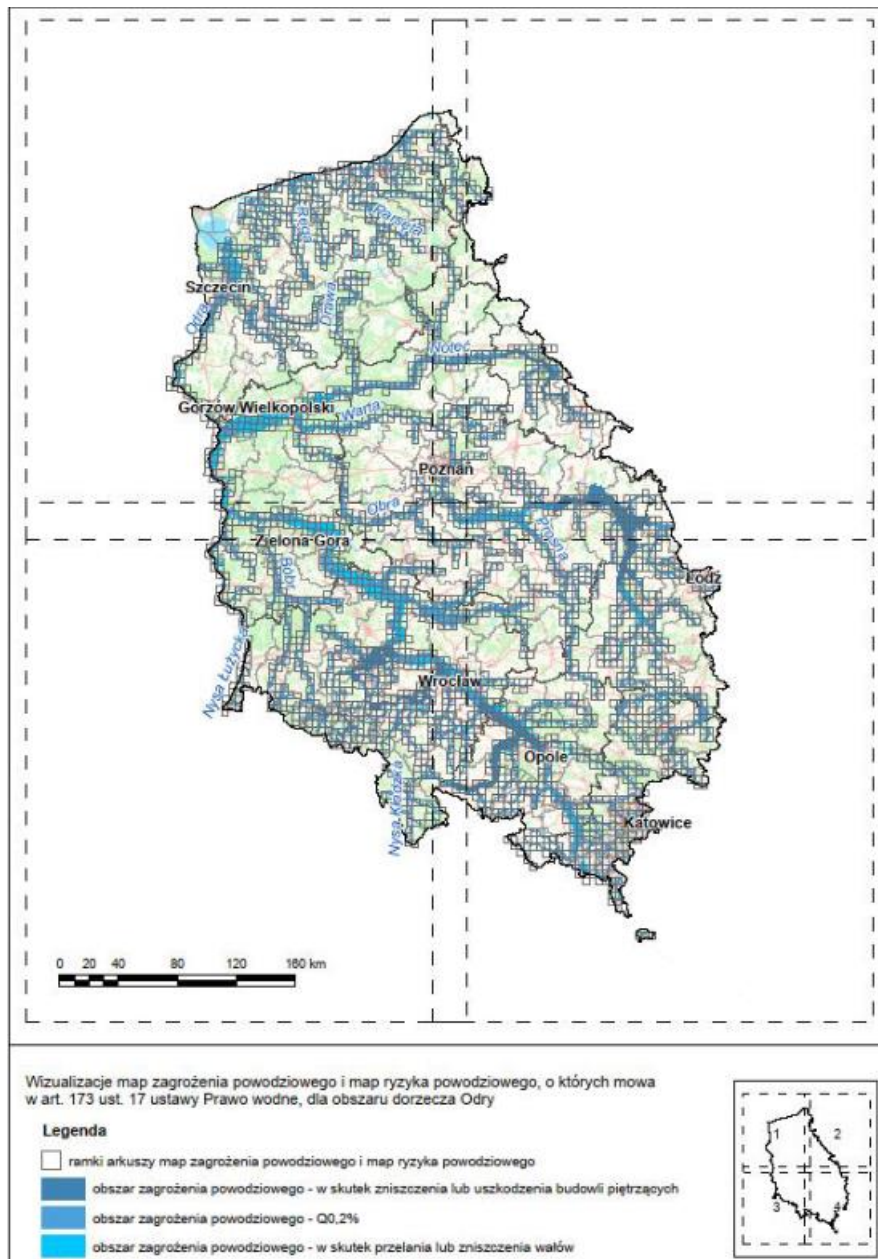 Rega
Parsęta
Szczecin
Odra
Drawa
Noteć
Gorzów Wielkopolski
Warta
Poznań
Obra
Prosna
Zielona Góra
Bóbr
Łódź
Nysa Łużycka
Wrocław
Opole
Nysa Kłodzka
Katowice
0 20 40 80 120 160 km
Wizualizacje map zagrożenia powodziowego i map ryzyka powodziowego, o których mowa
w art. 173 ust. 17 ustawy Prawo wodne, dla obszaru dorzecza Odry
Legenda
ramki arkuszy map zagrożenia powodziowego i map ryzyka powodziowego
obszar zagrożenia powodziowego - w skutek zniszczenia lub uszkodzenia budowli piętrzących
obszar zagrożenia powodziowego - Q0,2%
obszar zagrożenia powodziowego - w skutek przelania lub zniszczenia wałów
1
2
3
4